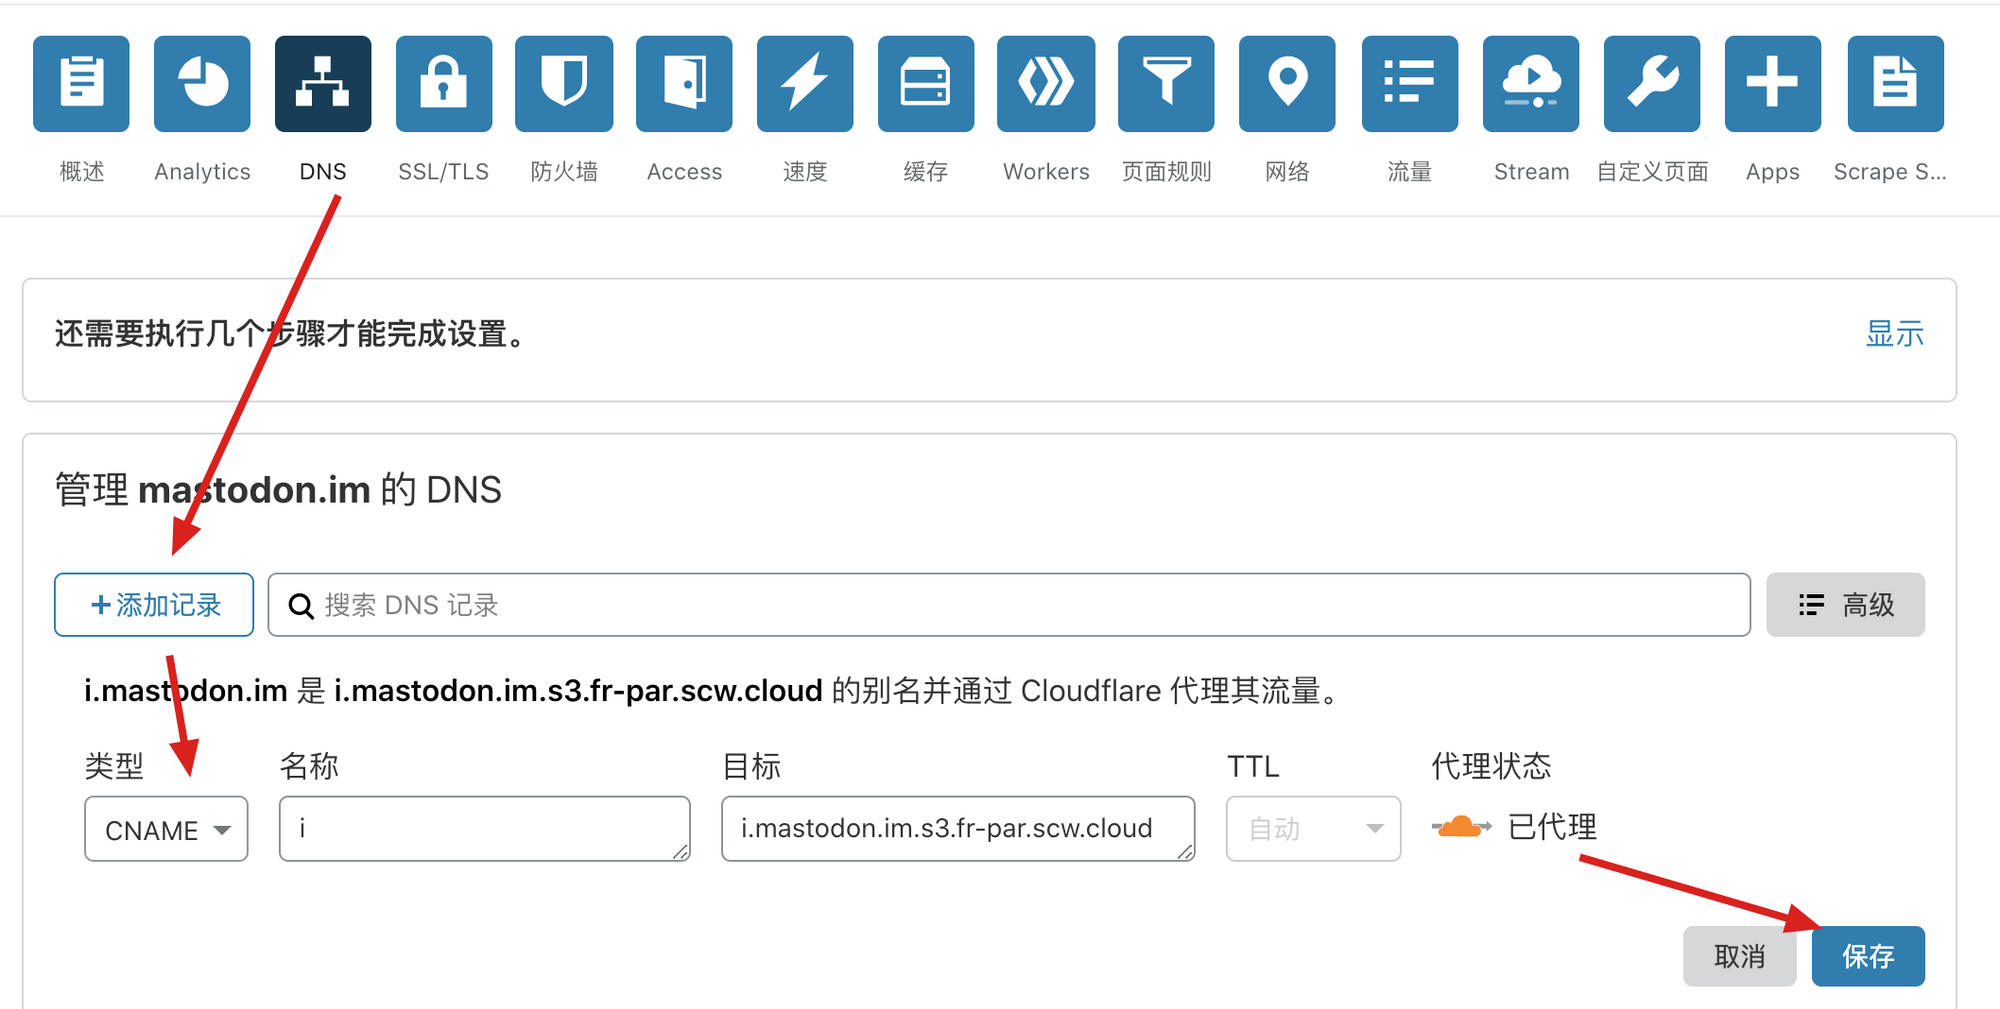 概述 Analytics DNS SSL/TLS 防火墙 Access 速度 缓存 Workers 页面规则 网络 流量 Stream 自定义页面 Apps Scrape S...
还需要执行几个步骤才能完成设置。 显示
管理 mastodon.im 的 DNS
+添加记录 搜索 DNS 记录 高级
i.mastodon.im 是 i.mastodon.im.s3.fr-par.scw.cloud 的别名并通过 Cloudflare 代理其流量。
类型 名称 目标 TTL 代理状态
CNAME i i.mastodon.im.s3.fr-par.scw.cloud 自动 已代理
取消 保存